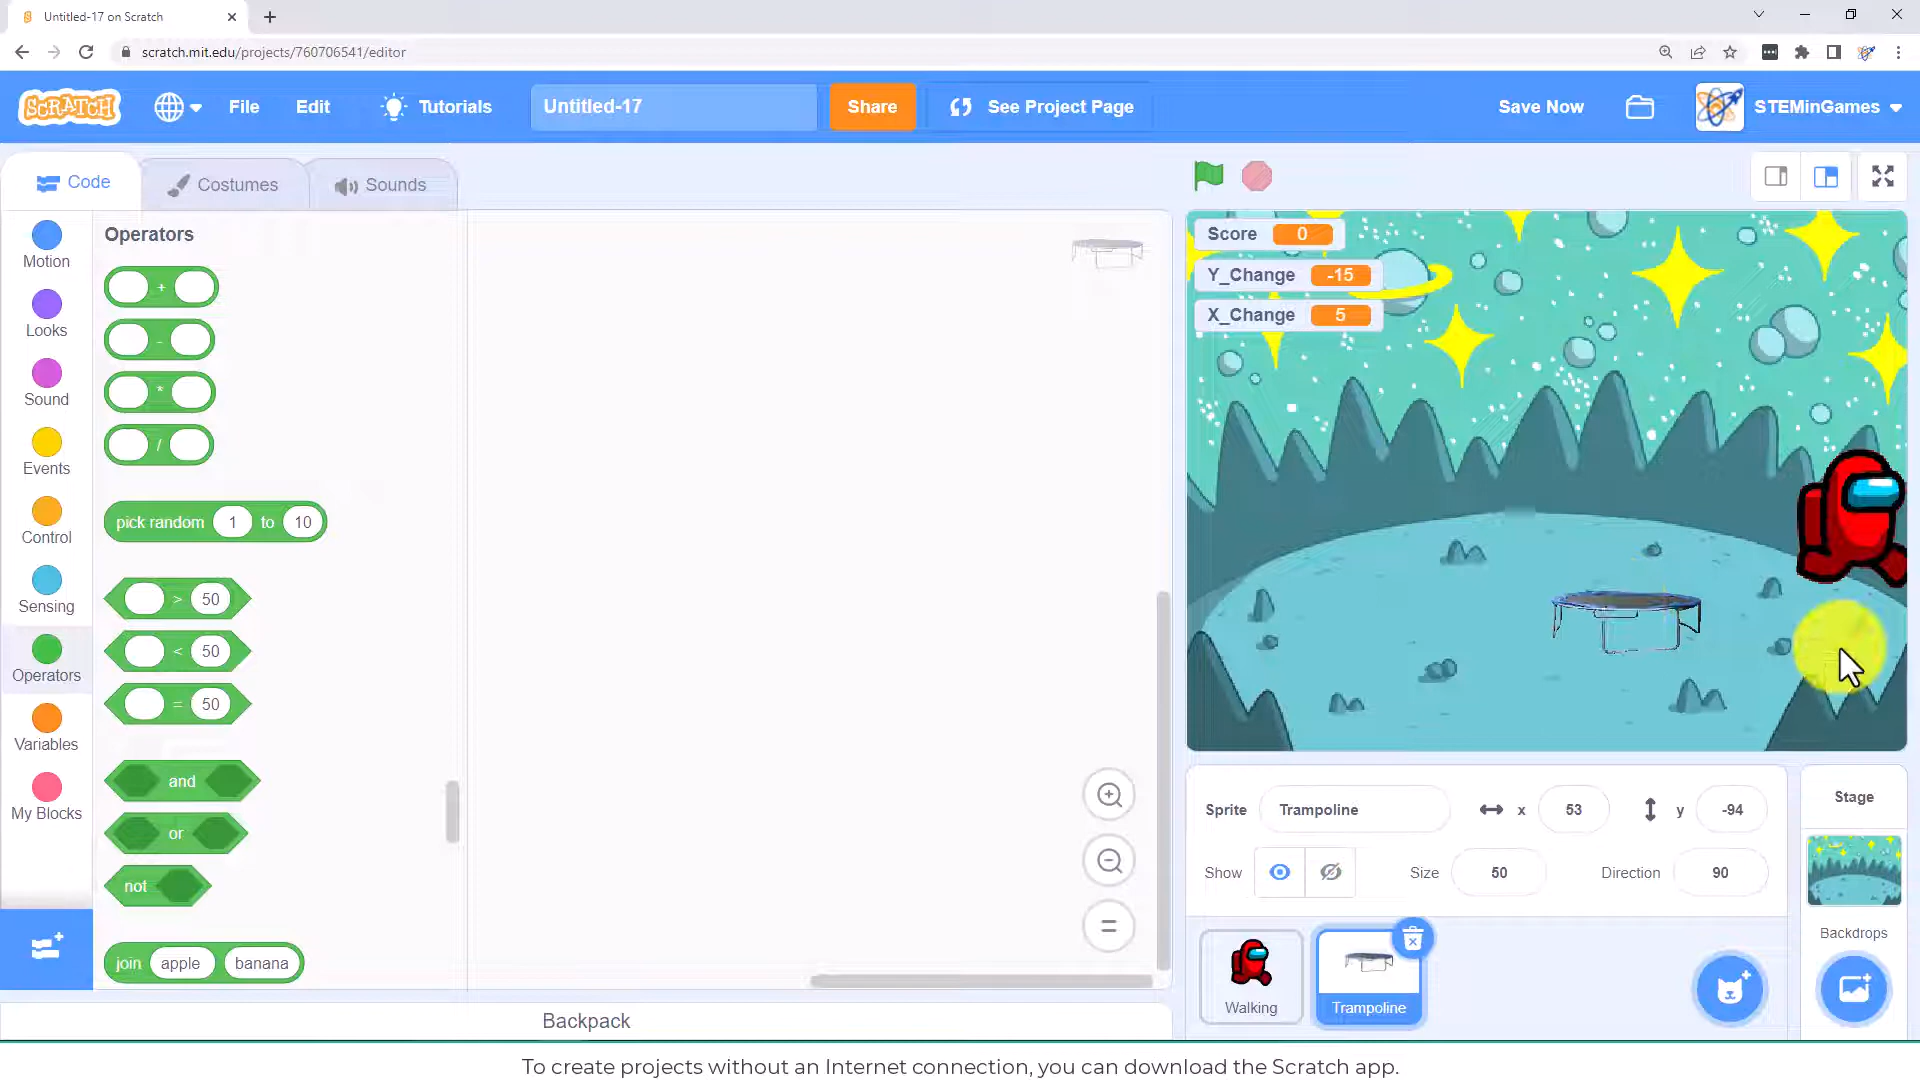 Untitled-17 on Scratch
scratch.mit.edu/projects/760706541/editor
SCRATCH
File
Edit
Tutorials
Untitled-17
Share
See Project Page
Save Now
STEMinGames
Code
Costumes
Sounds
Motion
Looks
Sound
Events
Control
Sensing
Operators
Variables
My Blocks
Operators
+
-
*
/
pick random 1 to 10
> 50
< 50
= 50
and
or
not
join apple banana
Backpack
Score 0
Y_Change -15
X_Change 5
Sprite Trampoline x 53 y -94
Show Size 50 Direction 90
Walking
Trampoline
Stage
Backdrops
To create projects without an Internet connection, you can download the Scratch app.